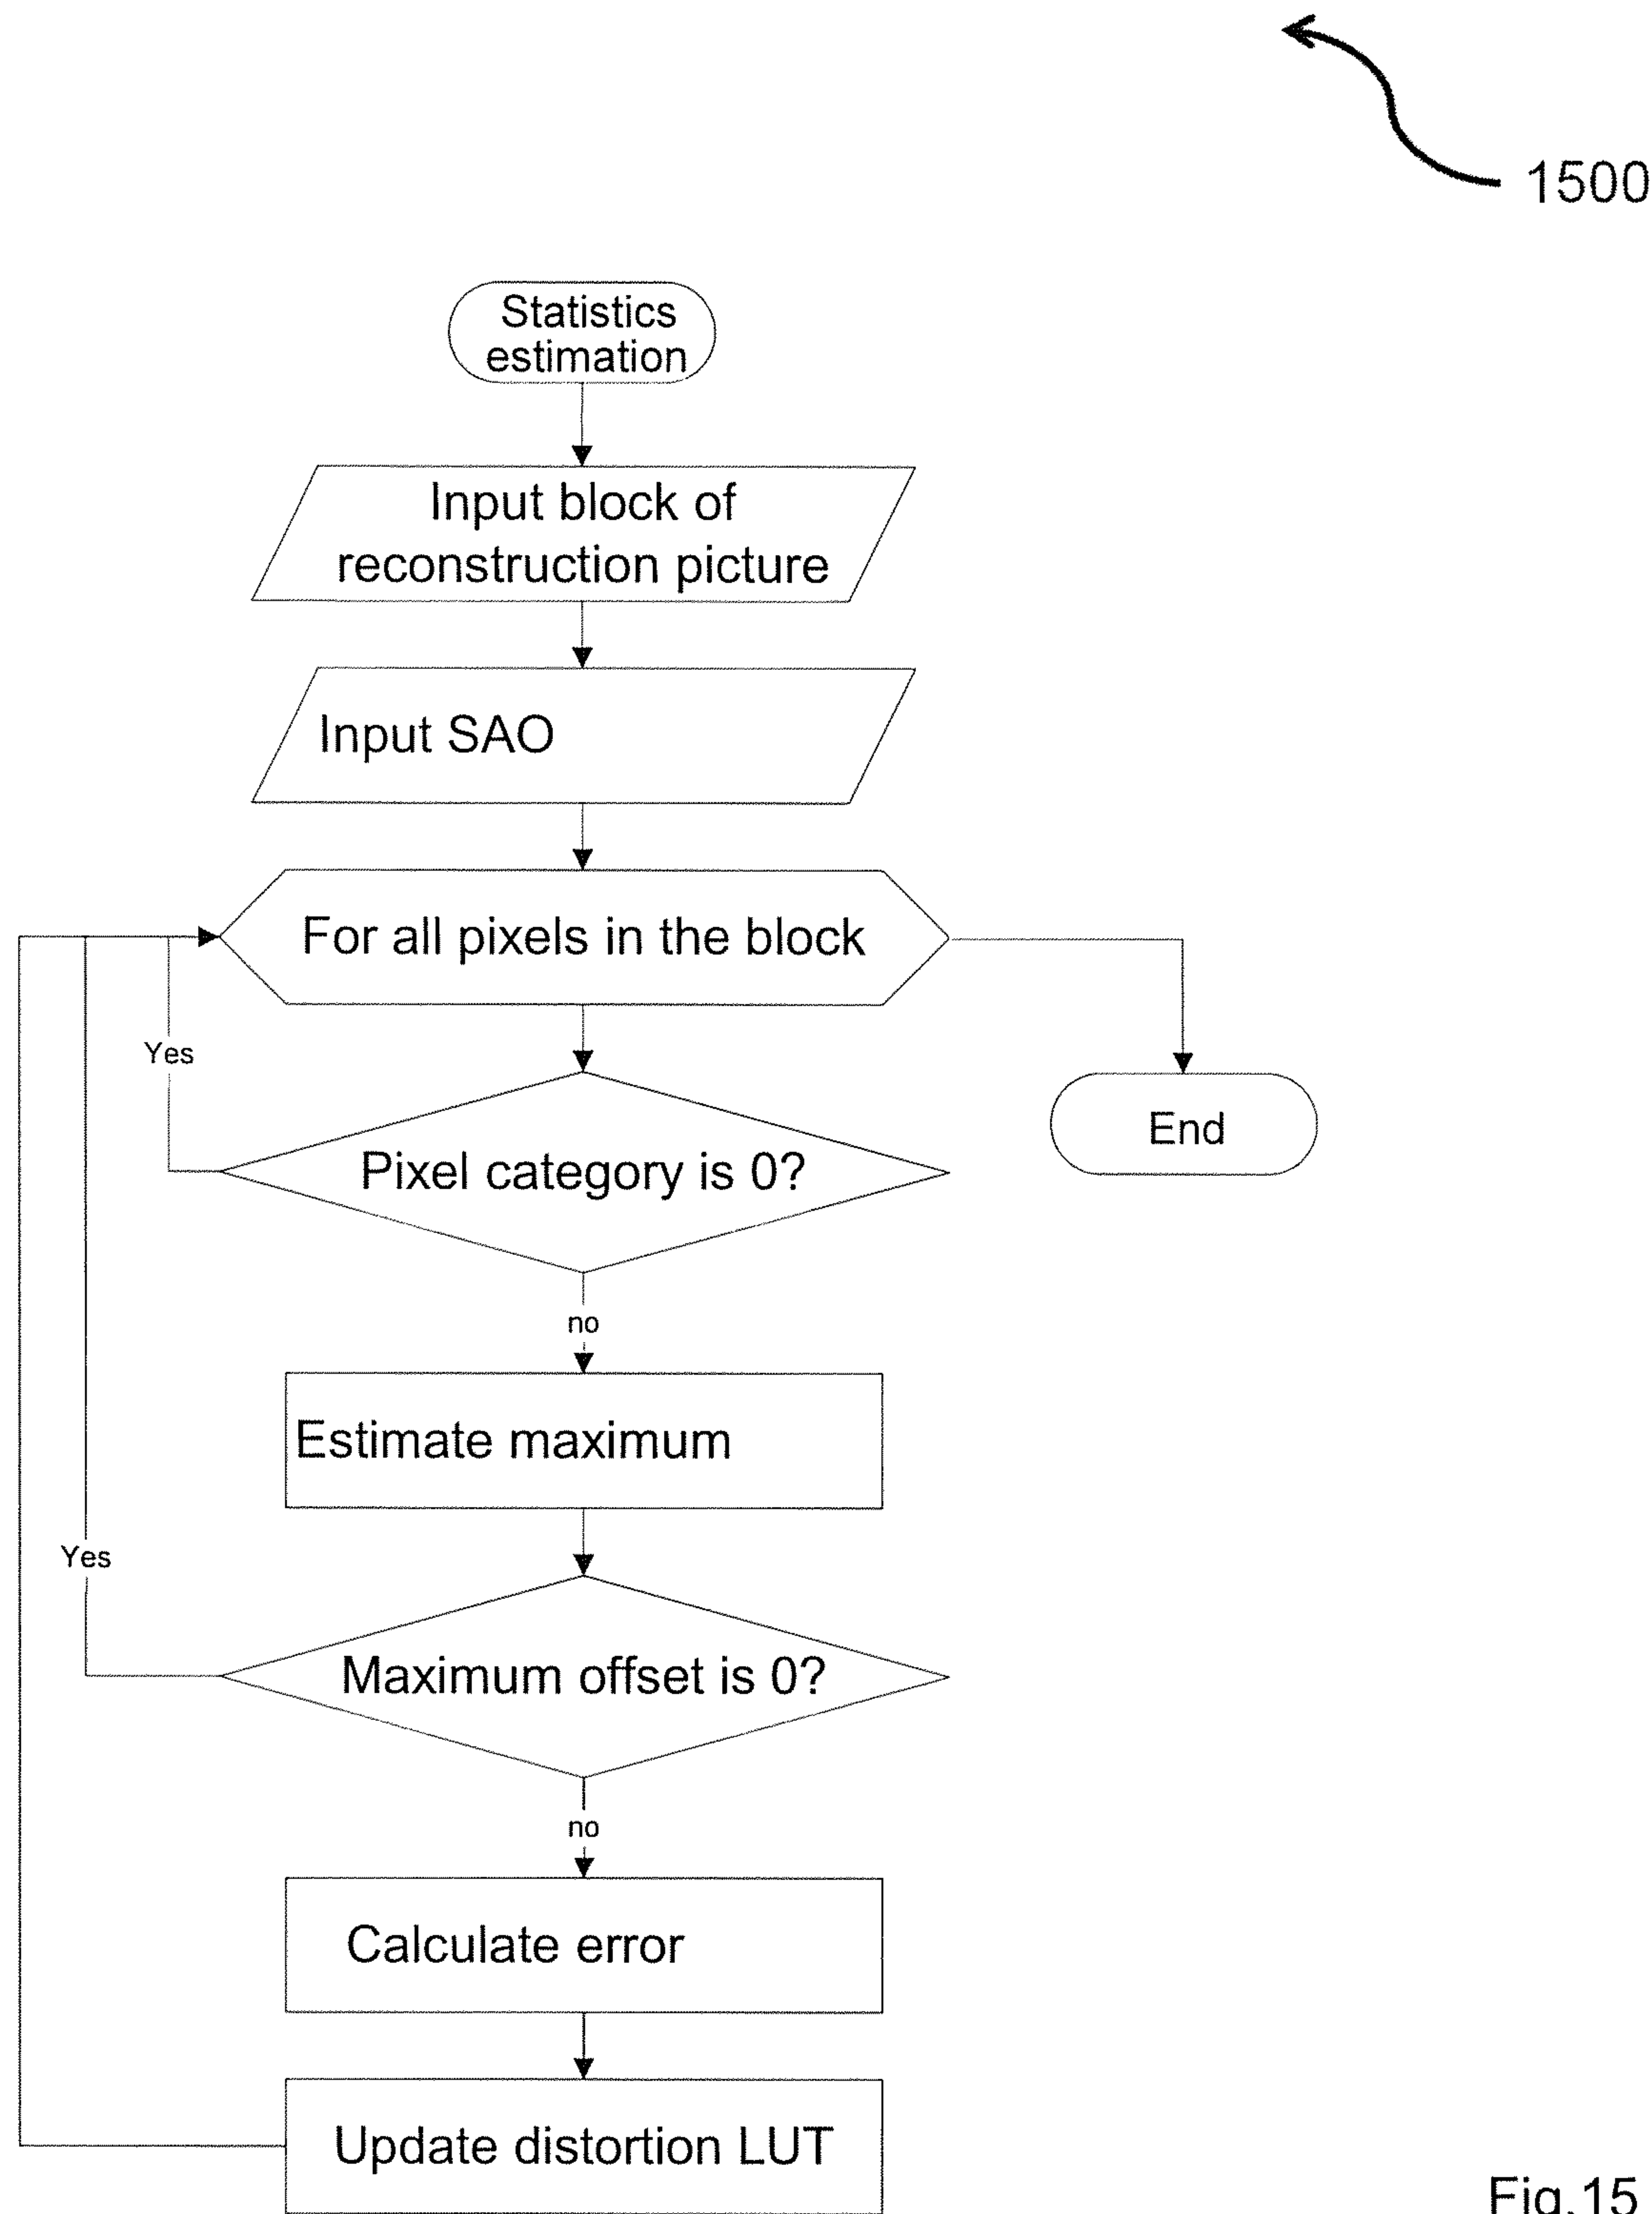 1500
Statistics
estimation
Input block of
reconstruction picture
Input SAO
For all pixels in the block
Yes
End
Pixel category is 0?
no
Estimate maximum
Yes
Maximum offset is 0?
no
Calculate error
Update distortion LUT
Fig.15